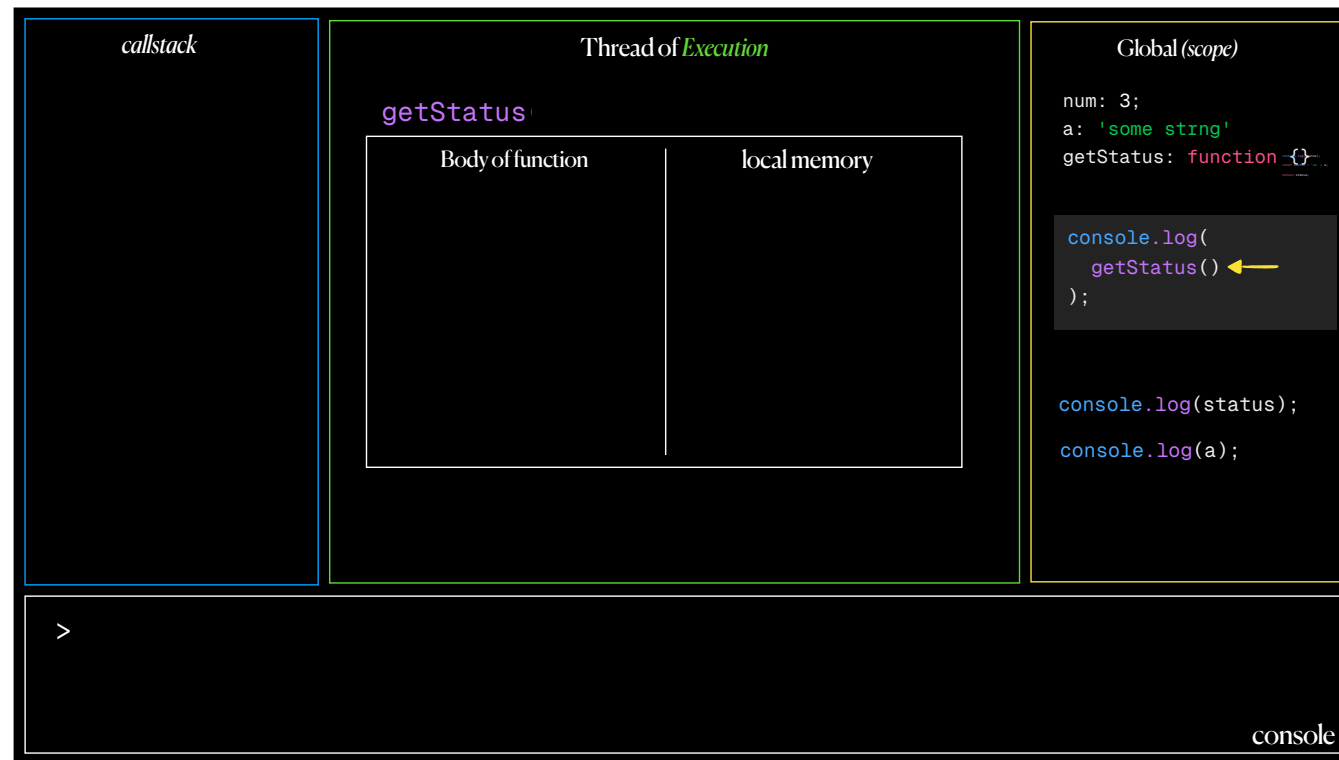 callstack
Thread of Execution
getStatus
Body of function
local memory
Global (scope)
num: 3;
a: 'some strng'
getStatus: function {}
console.log(
getStatus()
);
console.log(status);
console.log(a);
>
console